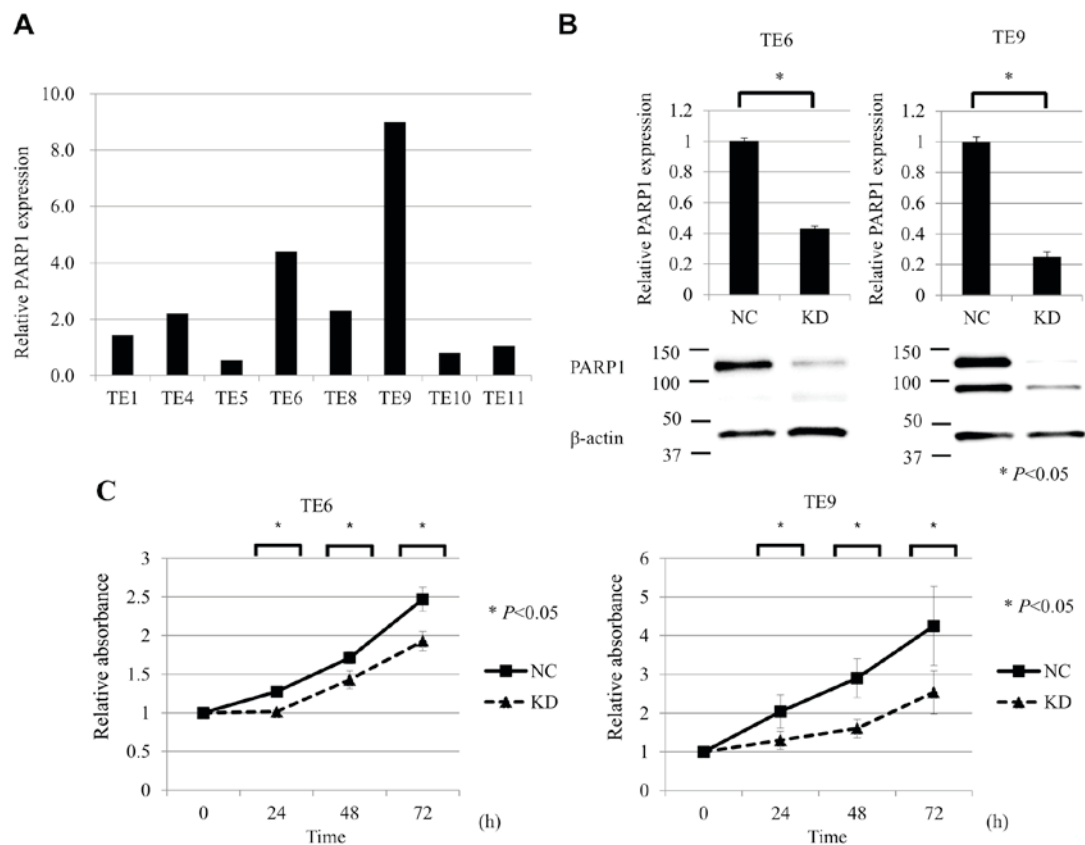 A
Relative PARP1 expression
10.0
8.0
6.0
4.0
2.0
0.0
TE1 TE4 TE5 TE6 TE8 TE9 TE10 TE11
B
TE6
*
Relative PARP1 expression
1.2
1
0.8
0.6
0.4
0.2
0
NC KD
TE9
*
Relative PARP1 expression
1.2
1
0.8
0.6
0.4
0.2
0
NC KD
PARP1
β-actin
150
100
50
37
150
100
50
37
* P<0.05
C
TE6
* * *
Relative absorbance
3
2.5
2
1.5
1
0.5
0
0 24 48 72 (h)
Time
* P<0.05
NC
KD
TE9
* * *
Relative absorbance
6
5
4
3
2
1
0
0 24 48 72 (h)
Time
* P<0.05
NC
KD